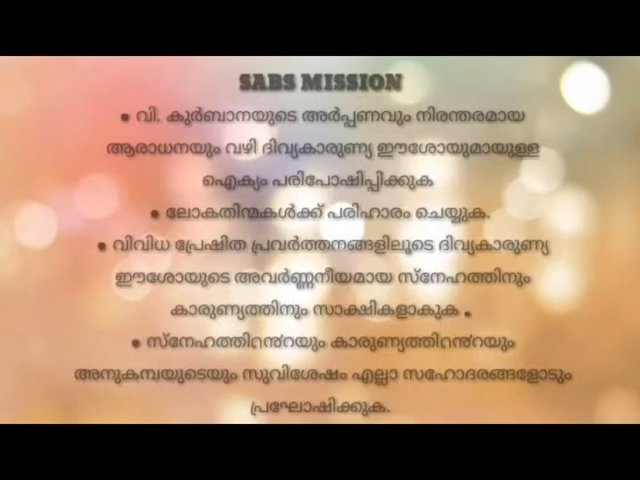 SABS MISSION
• വി. കുർബാനയുടെ അർപ്പണവും നിരന്തരമായ
ആരാധനയും വഴി ദിവ്യകാരുണ്യ ഈശോയുമായുള്ള
ഐക്യം പരിപോഷിപ്പിക്കുക
• ലോകതിന്മകൾക്ക് പരിഹാരം ചെയ്യുക.
• വിവിധ പ്രേഷിത പ്രവർത്തനങ്ങളിലൂടെ ദിവ്യകാരുണ്യ
ഈശോയുടെ അവർണ്ണനീയമായ സ്നേഹത്തിനും
കാരുണ്യത്തിനും സാക്ഷികളാകുക .
• സ്നേഹത്തിൻ്റെയും കാരുണ്യത്തിൻ്റെയും
അനുകമ്പയുടെയും സുവിശേഷം എല്ലാ സഹോദരങ്ങളോടും
പ്രഘോഷിക്കുക.